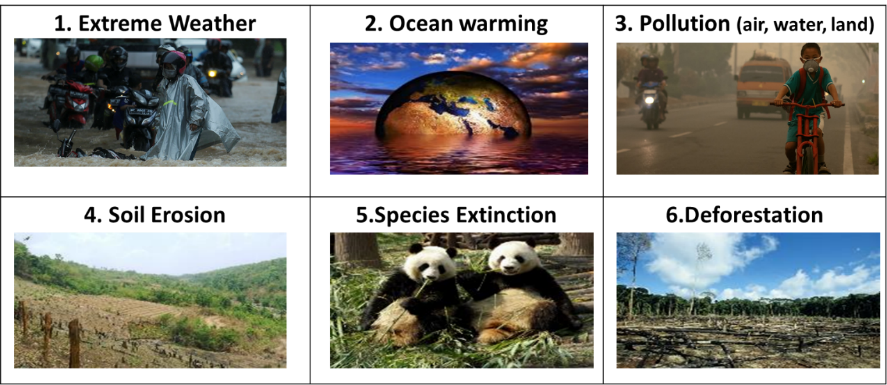 1. Extreme Weather
2. Ocean warming
3. Pollution (air, water, land)
4. Soil Erosion
5.Species Extinction
6.Deforestation